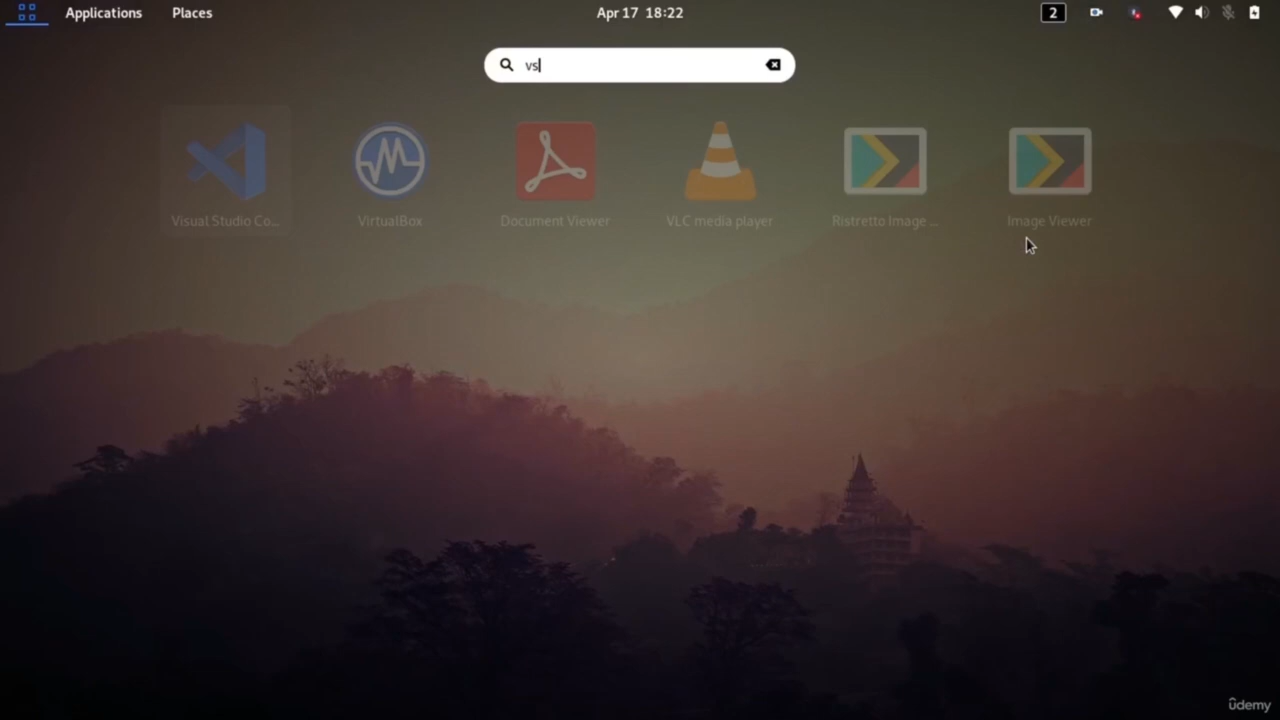 Applications Places Apr 17 18:22 2
vs
Visual Studio Co... VirtualBox Document Viewer VLC media player Ristretto Image ... Image Viewer
ûdemy